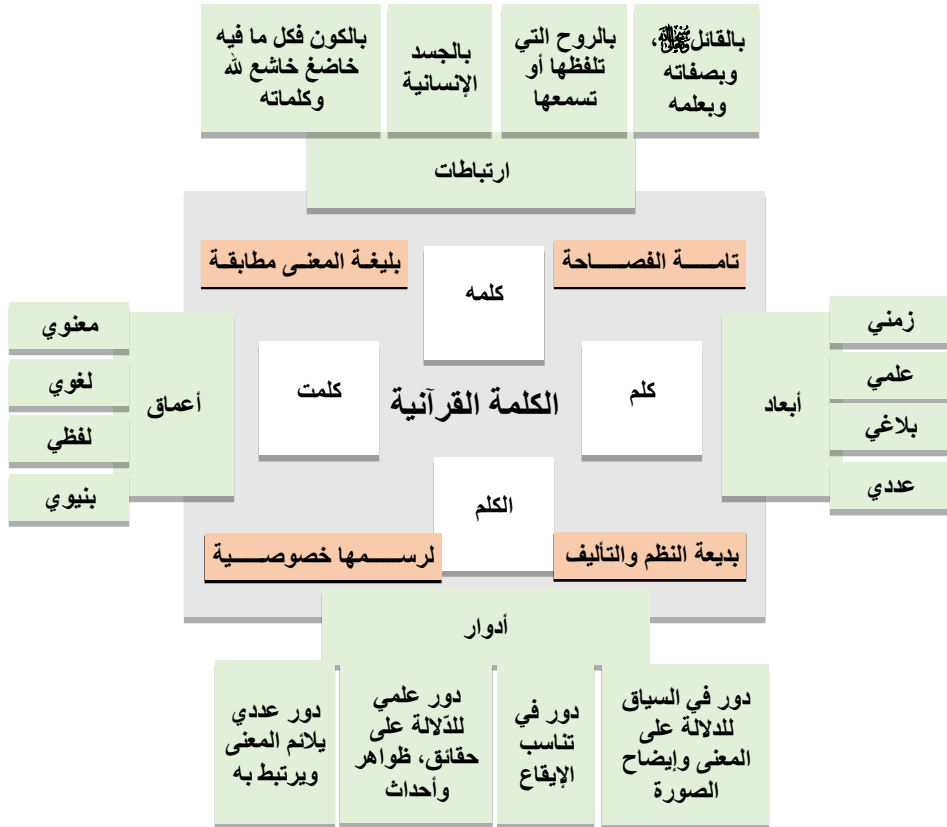 بالقائل ﷻ،
وبصفاته
وبعلمه
بالروح التي
تلفظها أو
تسمعها
بالجسد
الإنسانية
بالكون فكل ما فيه
خاضغ خاشع لله
وكلماته
ارتباطات
تامة الفصاحة
بليغة المعنى مطابقة
كلمه
زمني
علمي
بلاغي
عددي
أبعاد
كلم
الكلمة القرآنية
كلمت
أعماق
معنوي
لغوي
لفظي
بنيوي
الكلم
بديعة النظم والتأليف
لرسمها خصوصية
أدوار
دور في السياق
للدلالة على
المعنى وإيضاح
الصورة
دور في
تناسب
الإيقاع
دور علمي
للدّلالة على
حقائق، ظواهر
وأحداث
دور عددي
يلائم المعنى
ويرتبط به